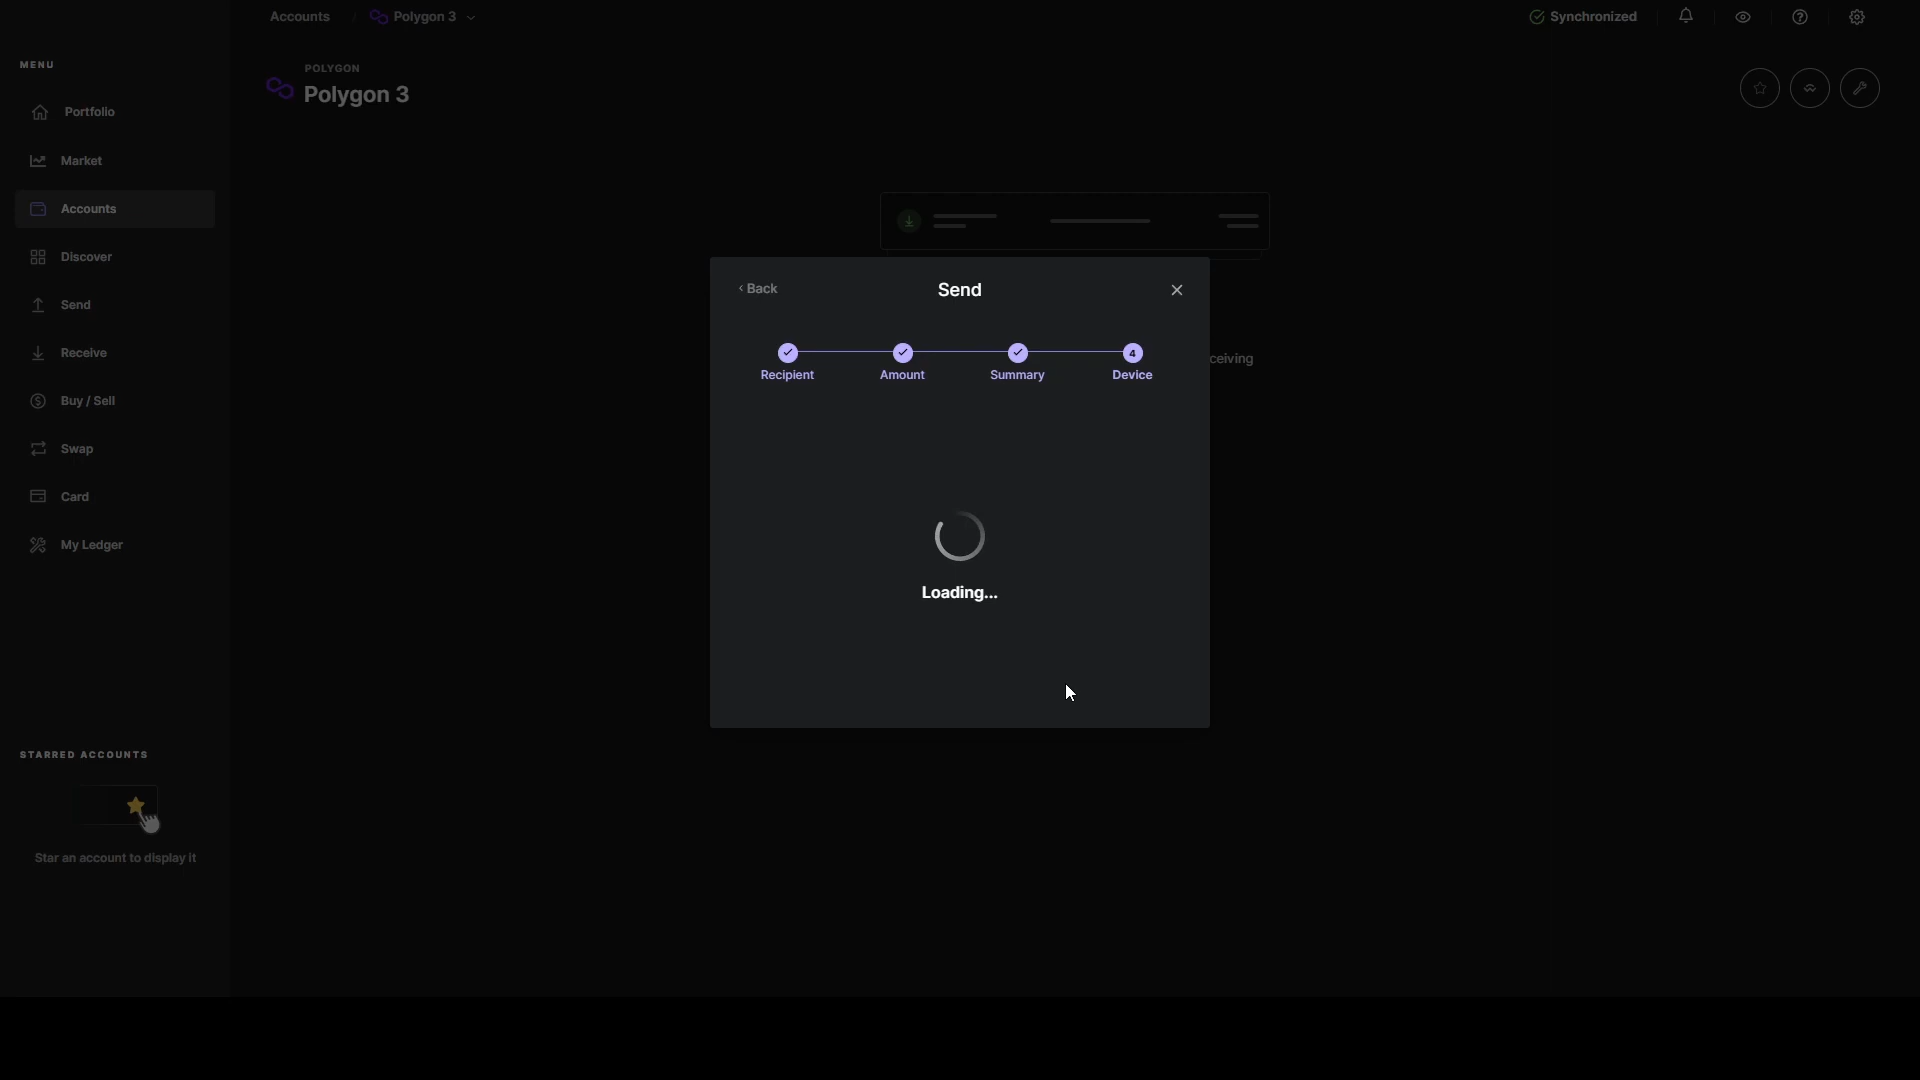 Accounts / Polygon 3
Synchronized
MENU
POLYGON
Polygon 3
Portfolio
Market
Accounts
Discover
Send
Receive
Buy / Sell
Swap
Card
My Ledger
‹ Back
Send
4
Recipient
Amount
Summary
Device
ceiving
Loading...
STARRED ACCOUNTS
Star an account to display it